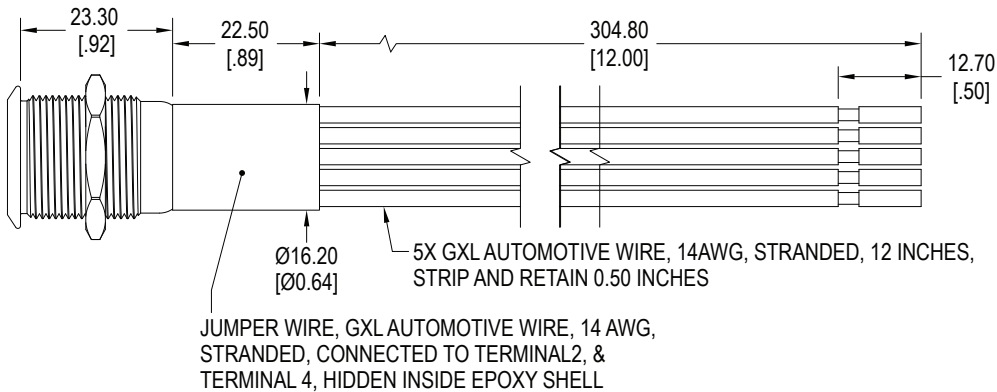 23.30
[.92]
22.50
[.89]
304.80
[12.00]
12.70
[.50]
Ø16.20
[Ø0.64]
5X GXL AUTOMOTIVE WIRE, 14AWG, STRANDED, 12 INCHES,
STRIP AND RETAIN 0.50 INCHES
JUMPER WIRE, GXL AUTOMOTIVE WIRE, 14 AWG,
STRANDED, CONNECTED TO TERMINAL2, &
TERMINAL 4, HIDDEN INSIDE EPOXY SHELL